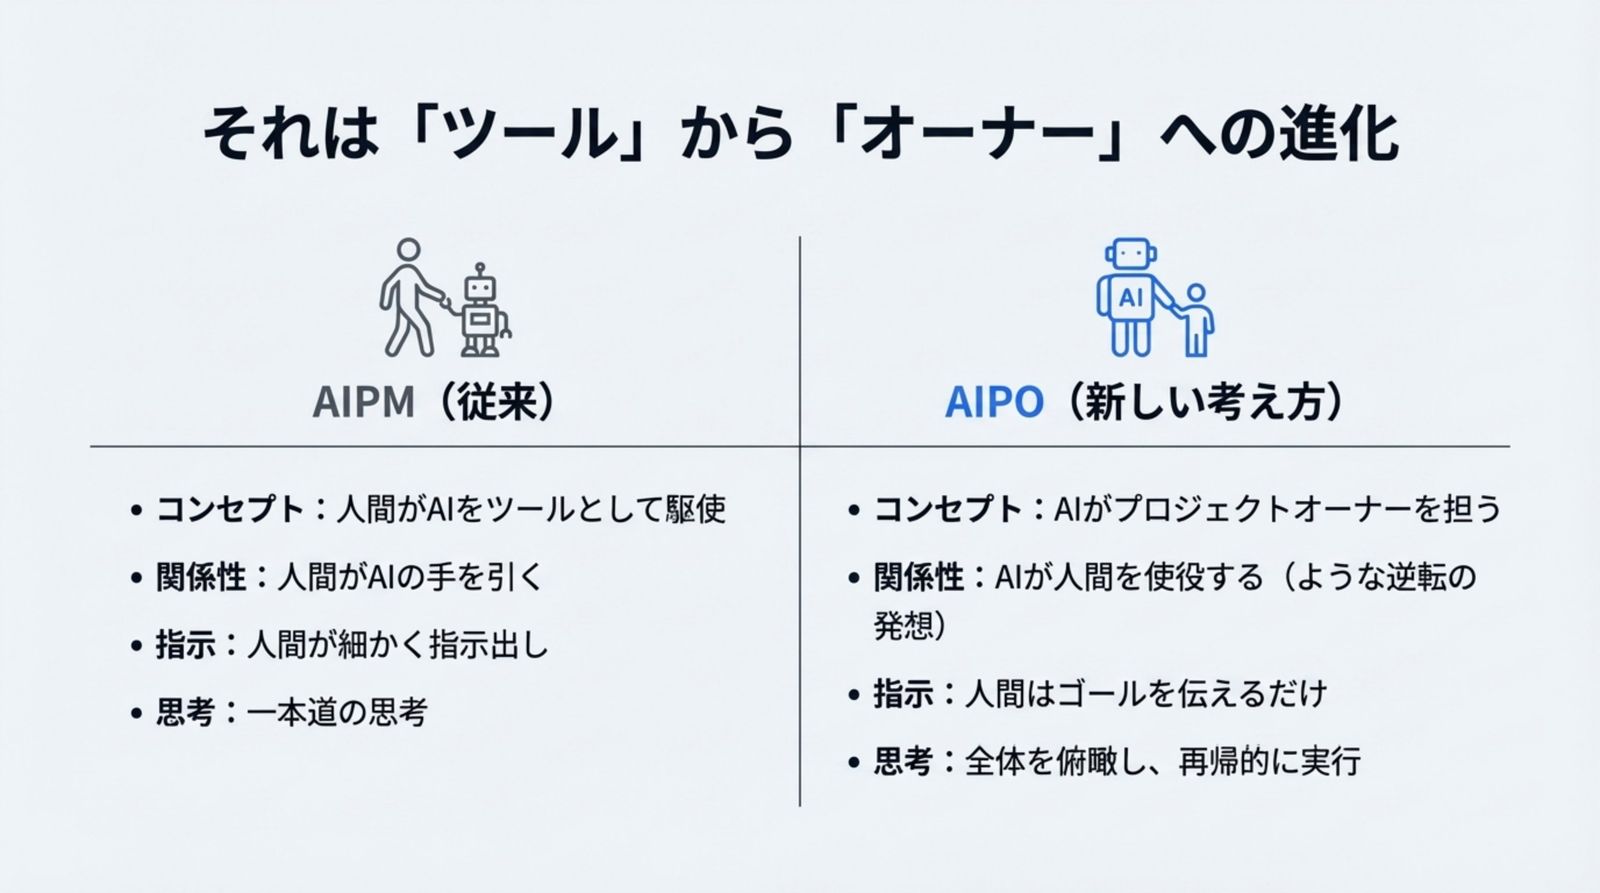 それは「ツール」から「オーナー」への進化
AIPM（従来）
• コンセプト：人間がAIをツールとして駆使
• 関係性：人間がAIの手を引く
• 指示：人間が細かく指示出し
• 思考：一本道の思考
AI
AIPO（新しい考え方）
• コンセプト：AIがプロジェクトオーナーを担う
• 関係性：AIが人間を使役する（ような逆転の
発想）
• 指示：人間はゴールを伝えるだけ
• 思考：全体を俯瞰し、再帰的に実行